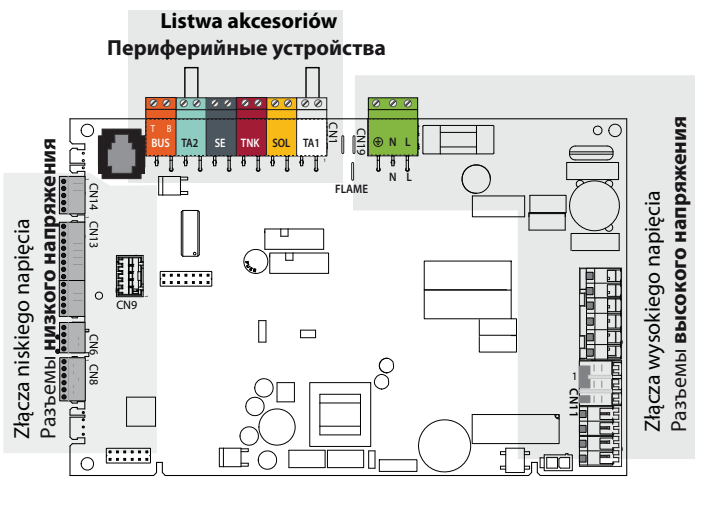 Listwa akcesoriów
Периферийные устройства
T B
BUS TA2 SE TNK SOL TA1
CN1
CN19
N L
N L
FLAME
Złącza niskiego napięcia
Разъемы низкого напряжения
CN14
CN13
CN9
CN6
CN8
1
CN11
Złącza wysokiego napięcia
Разъемы высокого напряжения